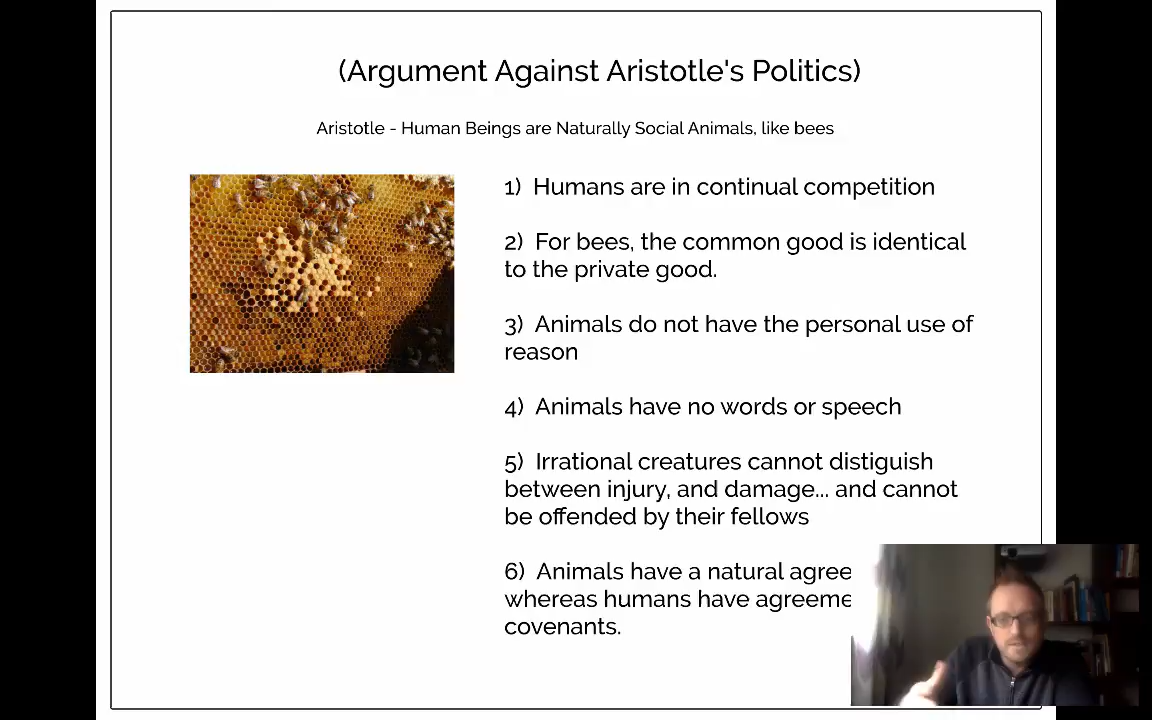 (Argument Against Aristotle's Politics)
Aristotle - Human Beings are Naturally Social Animals, like bees
1) Humans are in continual competition
2) For bees, the common good is identical
to the private good.
3) Animals do not have the personal use of
reason
4) Animals have no words or speech
5) Irrational creatures cannot distiguish
between injury, and damage... and cannot
be offended by their fellows
6) Animals have a natural agree
whereas humans have agreeme
covenants.